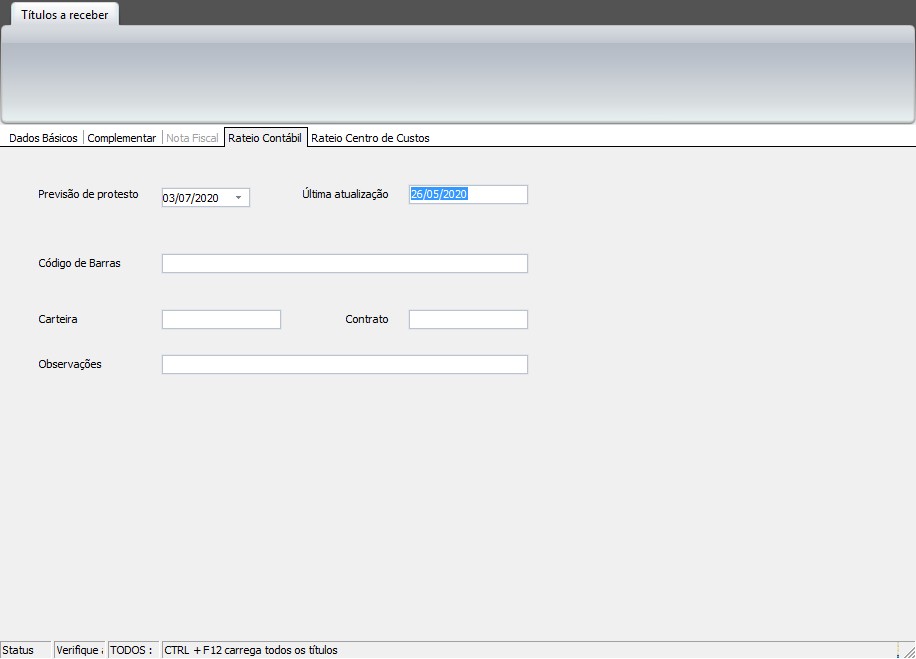 Títulos a receber
Dados Básicos Complementar Nota Fiscal Rateio Contábil Rateio Centro de Custos
Previsão de protesto 03/07/2020 Última atualização 26/05/2020
Código de Barras
Carteira Contrato
Observações
Status Verifique TODOS : CTRL + F12 carrega todos os títulos